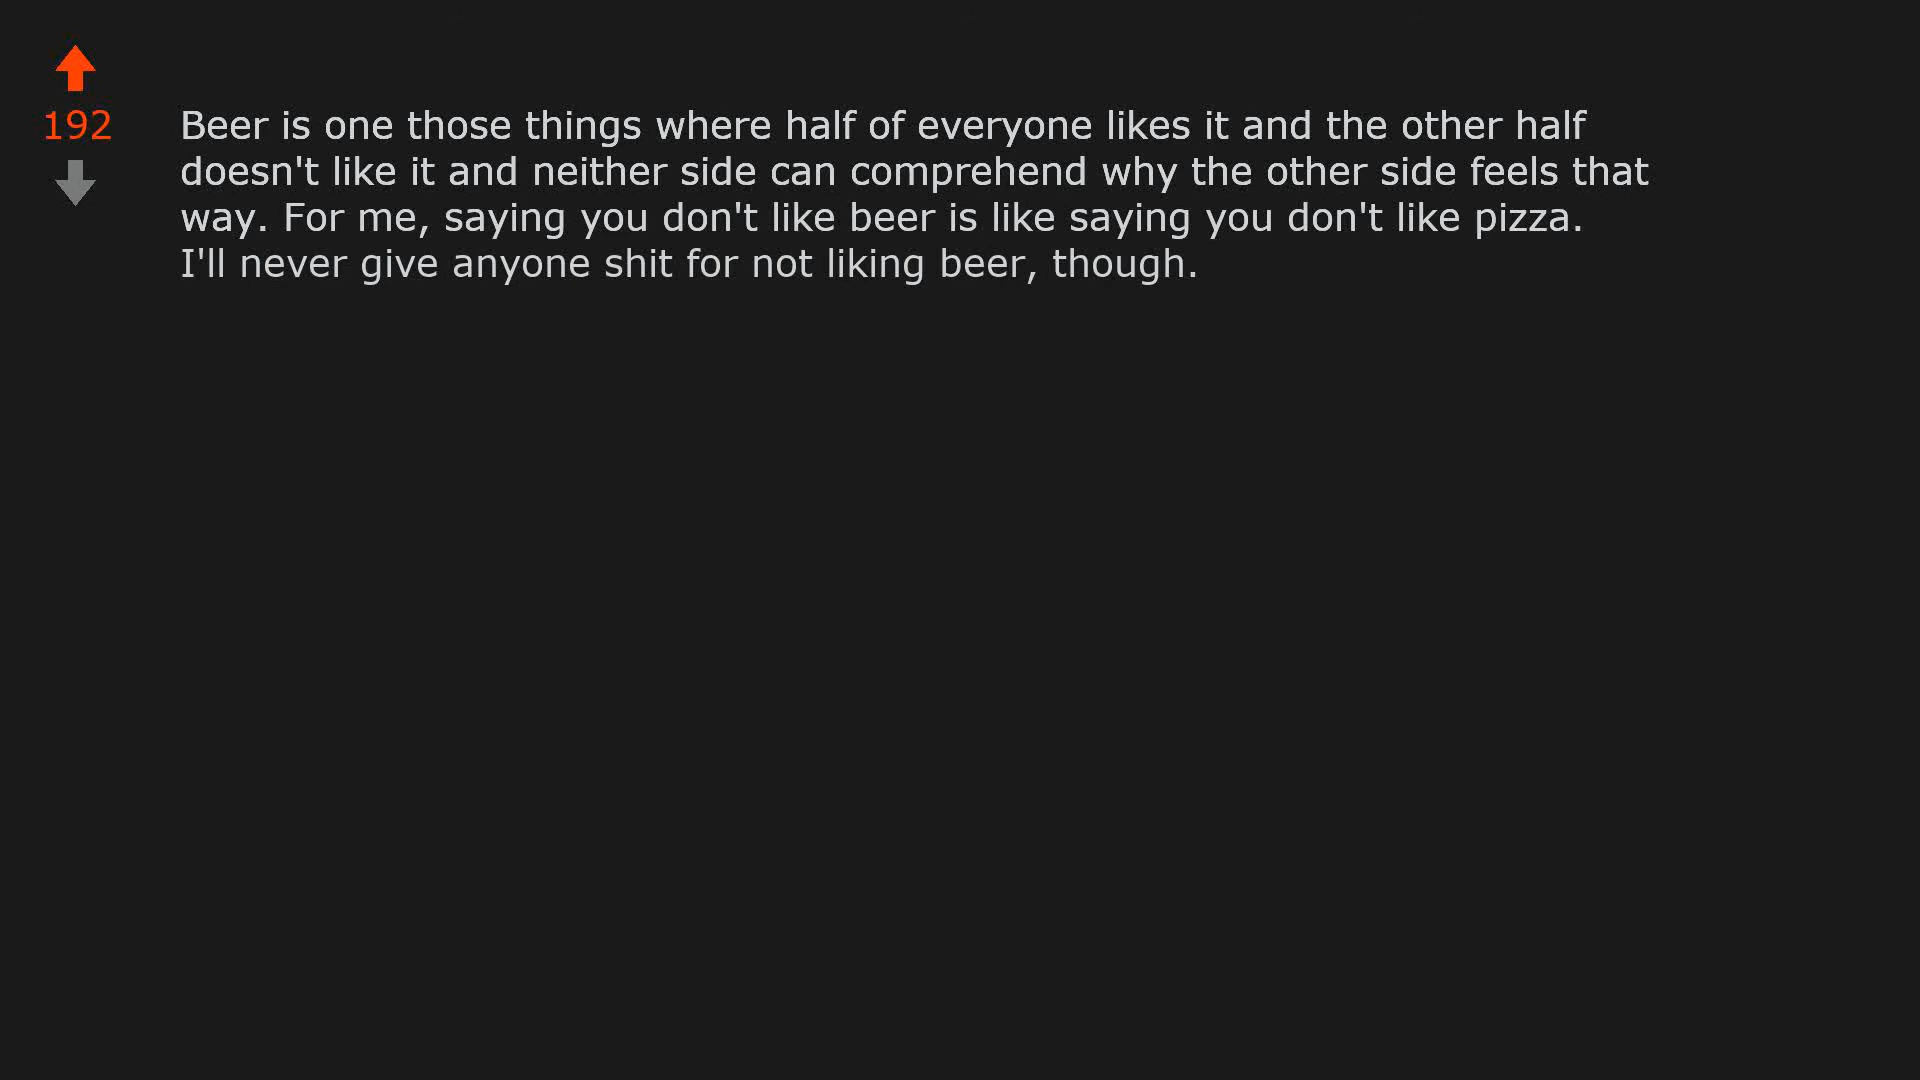 192
Beer is one those things where half of everyone likes it and the other half
doesn't like it and neither side can comprehend why the other side feels that
way. For me, saying you don't like beer is like saying you don't like pizza.
I'll never give anyone shit for not liking beer, though.